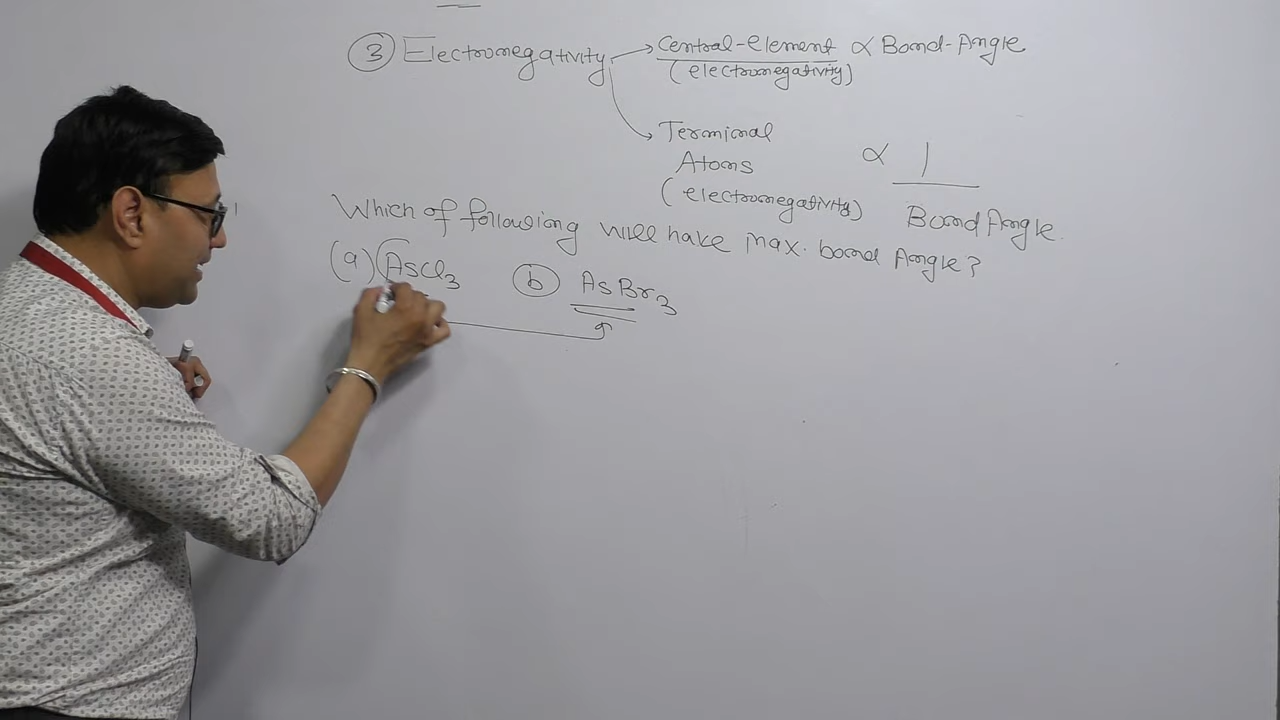 ③ Electronegativity → Central-element ∝ Bond-Angle
(electronegativity)
Terminal
Atoms ∝ 1
(electronegativity) Bond Angle
Which of following will have max. bond Angle?
(a) AsCl3 ⓑ AsBr3